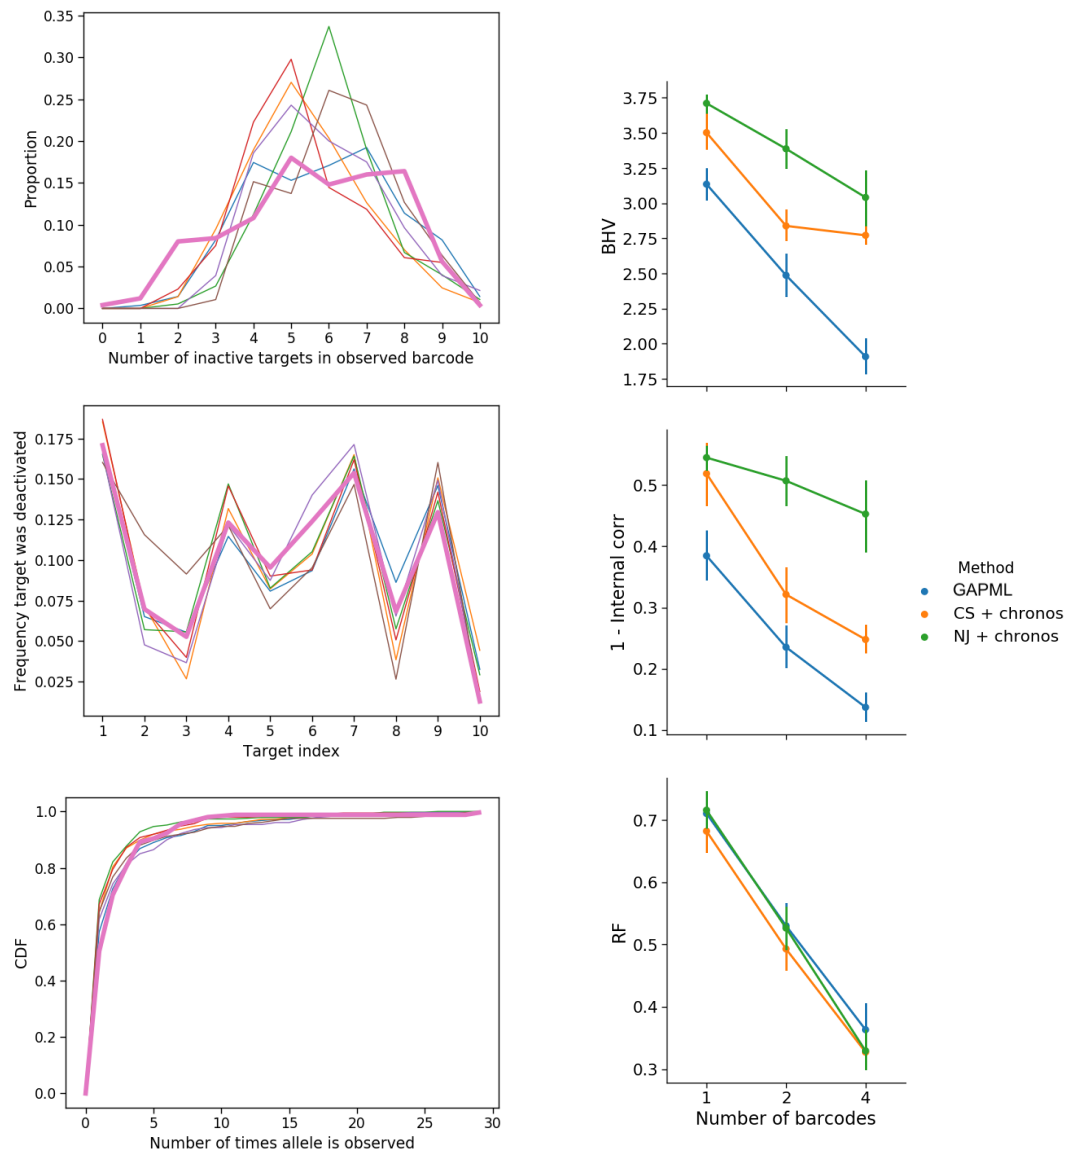 0.35
0.30
0.25
0.20
0.15
0.10
0.05
0.00
Proportion
0 1 2 3 4 5 6 7 8 9 10
Number of inactive targets in observed barcode
0.175
0.150
0.125
0.100
0.075
0.050
0.025
Frequency target was deactivated
1 2 3 4 5 6 7 8 9 10
Target index
1.0
0.8
0.6
0.4
0.2
0.0
CDF
0 5 10 15 20 25 30
Number of times allele is observed
3.75
3.50
3.25
3.00
2.75
2.50
2.25
2.00
1.75
BHV
0.5
0.4
0.3
0.2
0.1
1 - Internal corr
Method
GAPML
CS + chronos
NJ + chronos
0.7
0.6
0.5
0.4
0.3
RF
1 2 4
Number of barcodes